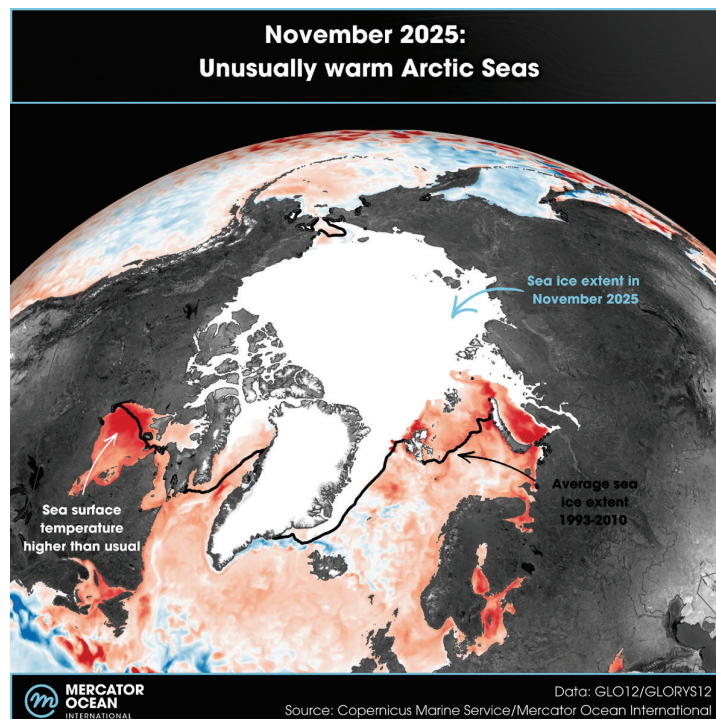 November 2025:
Unusually warm Arctic Seas
Sea ice extent in
November 2025
Sea surface
temperature
higher than usual
Average sea
ice extent
1993-2010
MERCATOR
OCEAN
INTERNATIONAL
Data: GLO12/GLORYS12
Source: Copernicus Marine Service/Mercator Ocean International